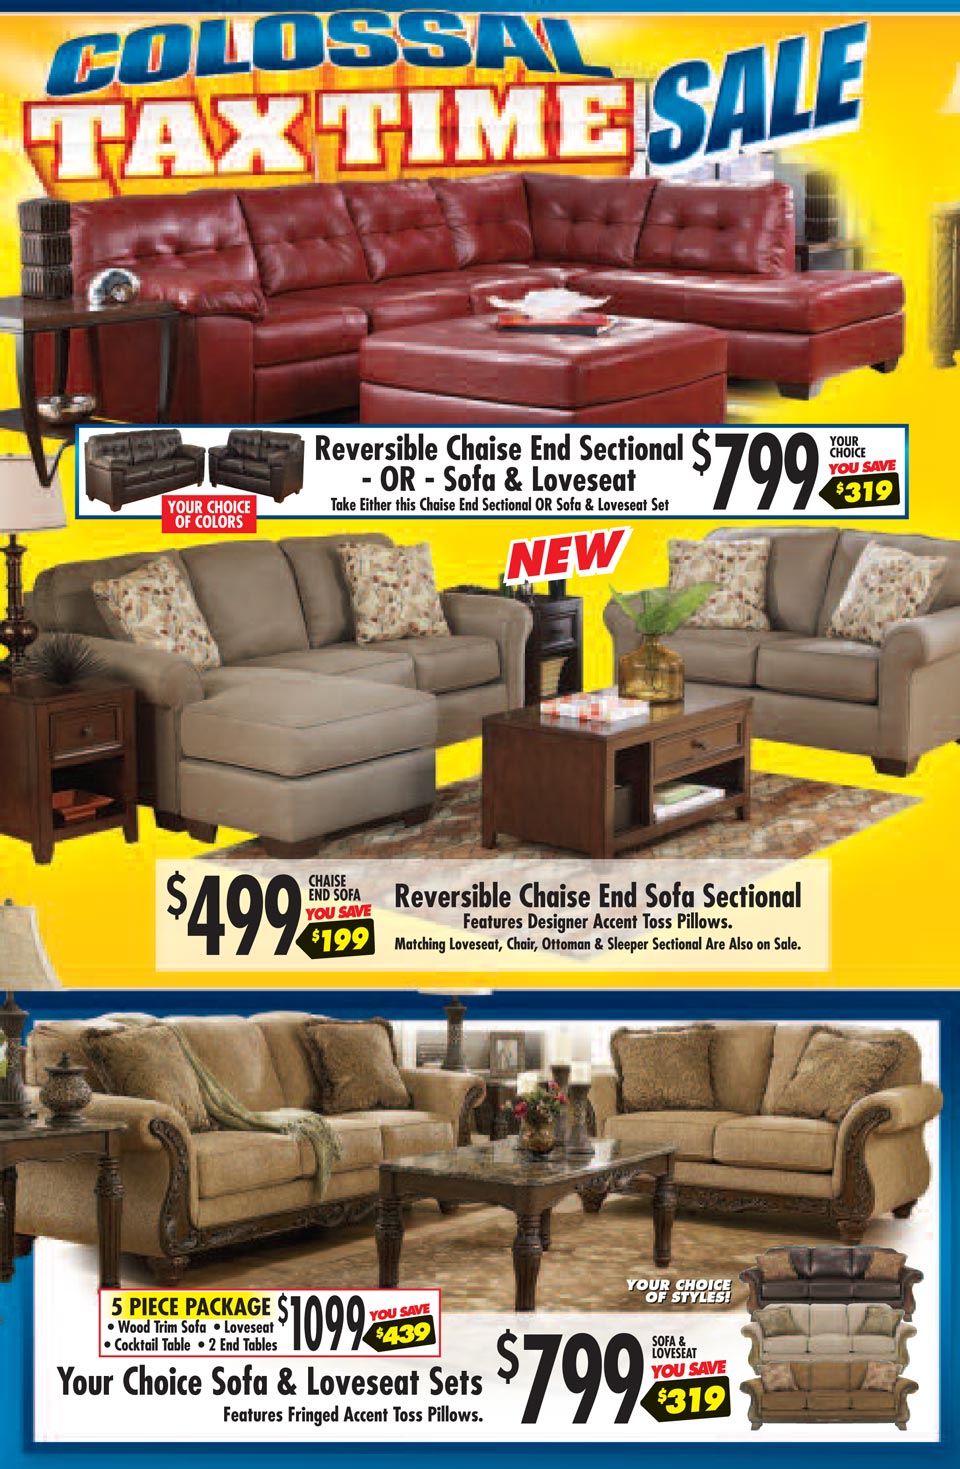 COLOSSAL
TAX TIME SALE
Reversible Chaise End Sectional
- OR - Sofa & Loveseat
Take Either this Chaise End Sectional OR Sofa & Loveseat Set
$799
YOUR
CHOICE
YOU SAVE
$319
YOUR CHOICE
OF COLORS
NEW
$499
CHAISE
END SOFA
YOU SAVE
$199
Reversible Chaise End Sofa Sectional
Features Designer Accent Toss Pillows.
Matching Loveseat, Chair, Ottoman & Sleeper Sectional Are Also on Sale.
YOUR CHOICE
OF STYLES!
5 PIECE PACKAGE
• Wood Trim Sofa • Loveseat
• Cocktail Table • 2 End Tables
$1099
YOU SAVE
$439
Your Choice Sofa & Loveseat Sets
Features Fringed Accent Toss Pillows.
$799
SOFA &
LOVESEAT
YOU SAVE
$319